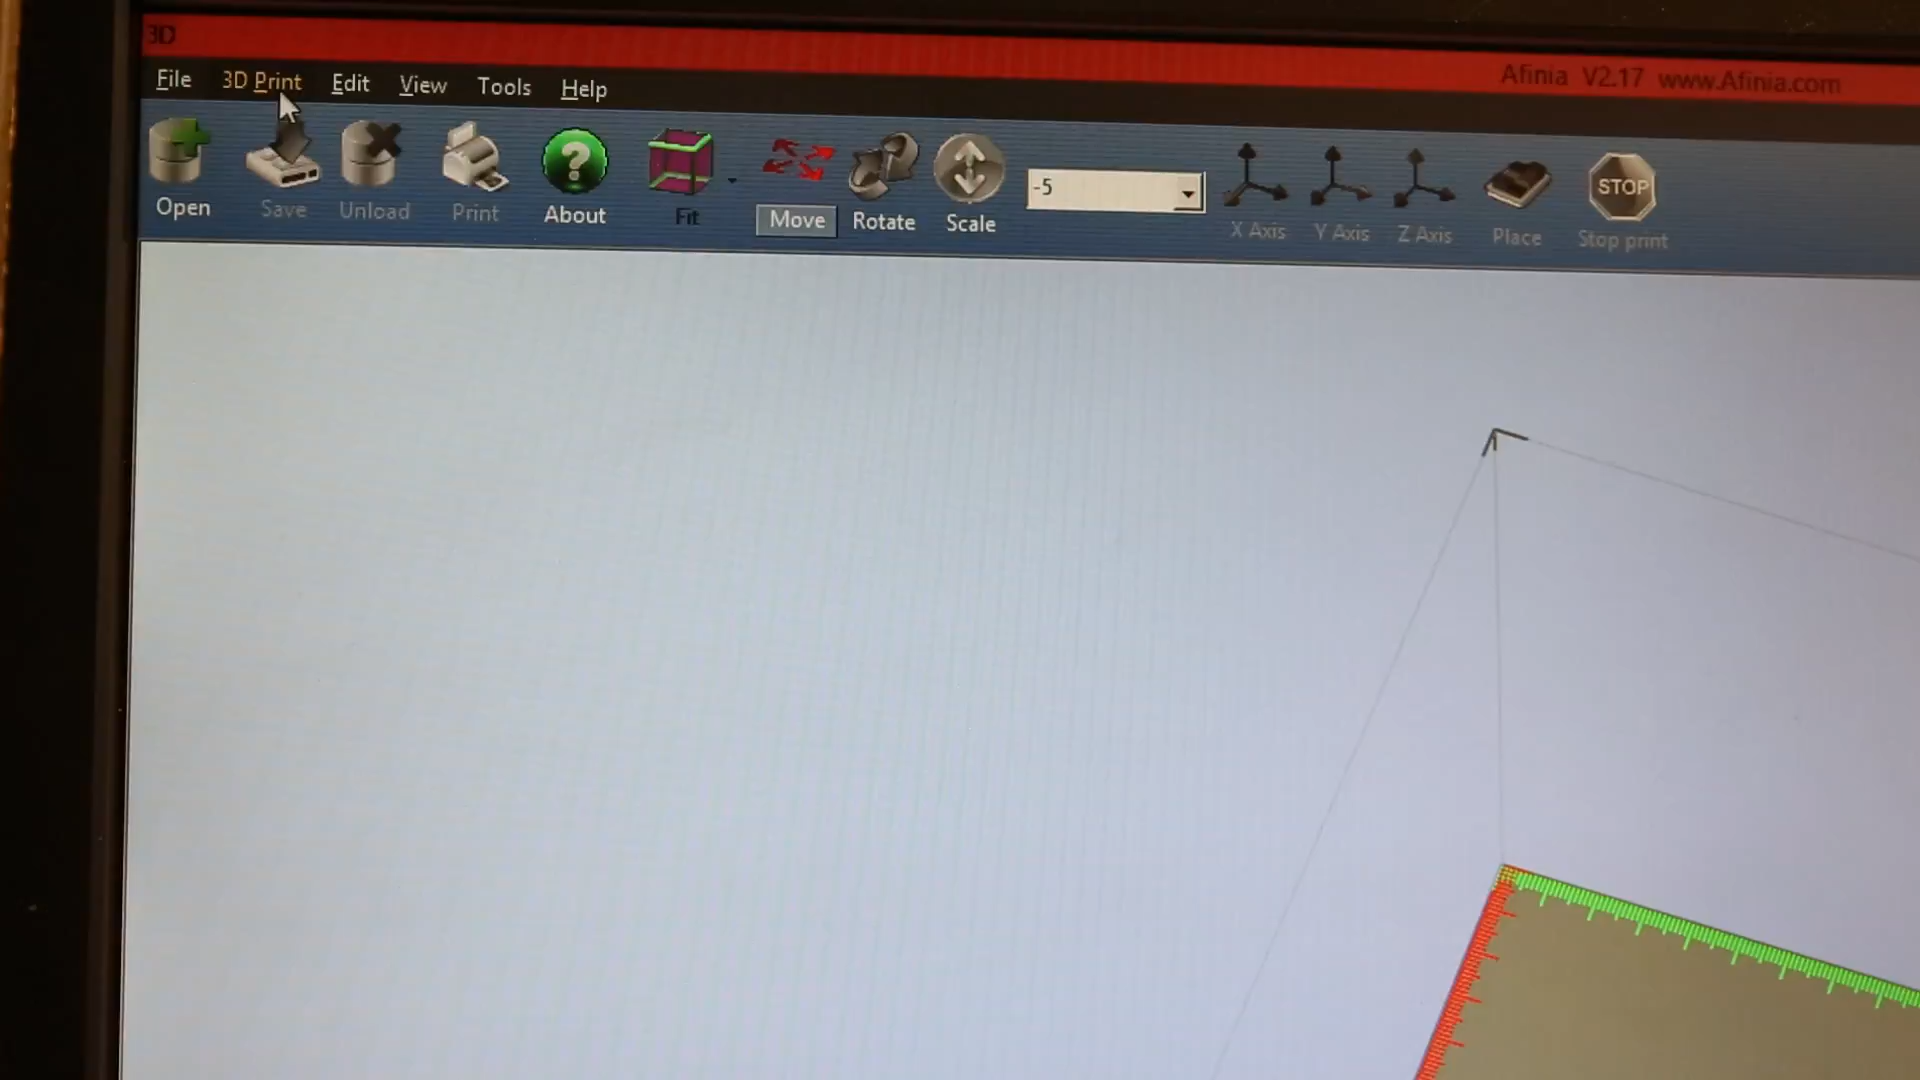 3D
Afinia V2.17 www.Afinia.com
File 3D Print Edit View Tools Help
-5
STOP
Open Save Unload Print About Fit Move Rotate Scale X Axis Y Axis Z Axis Place Stop print